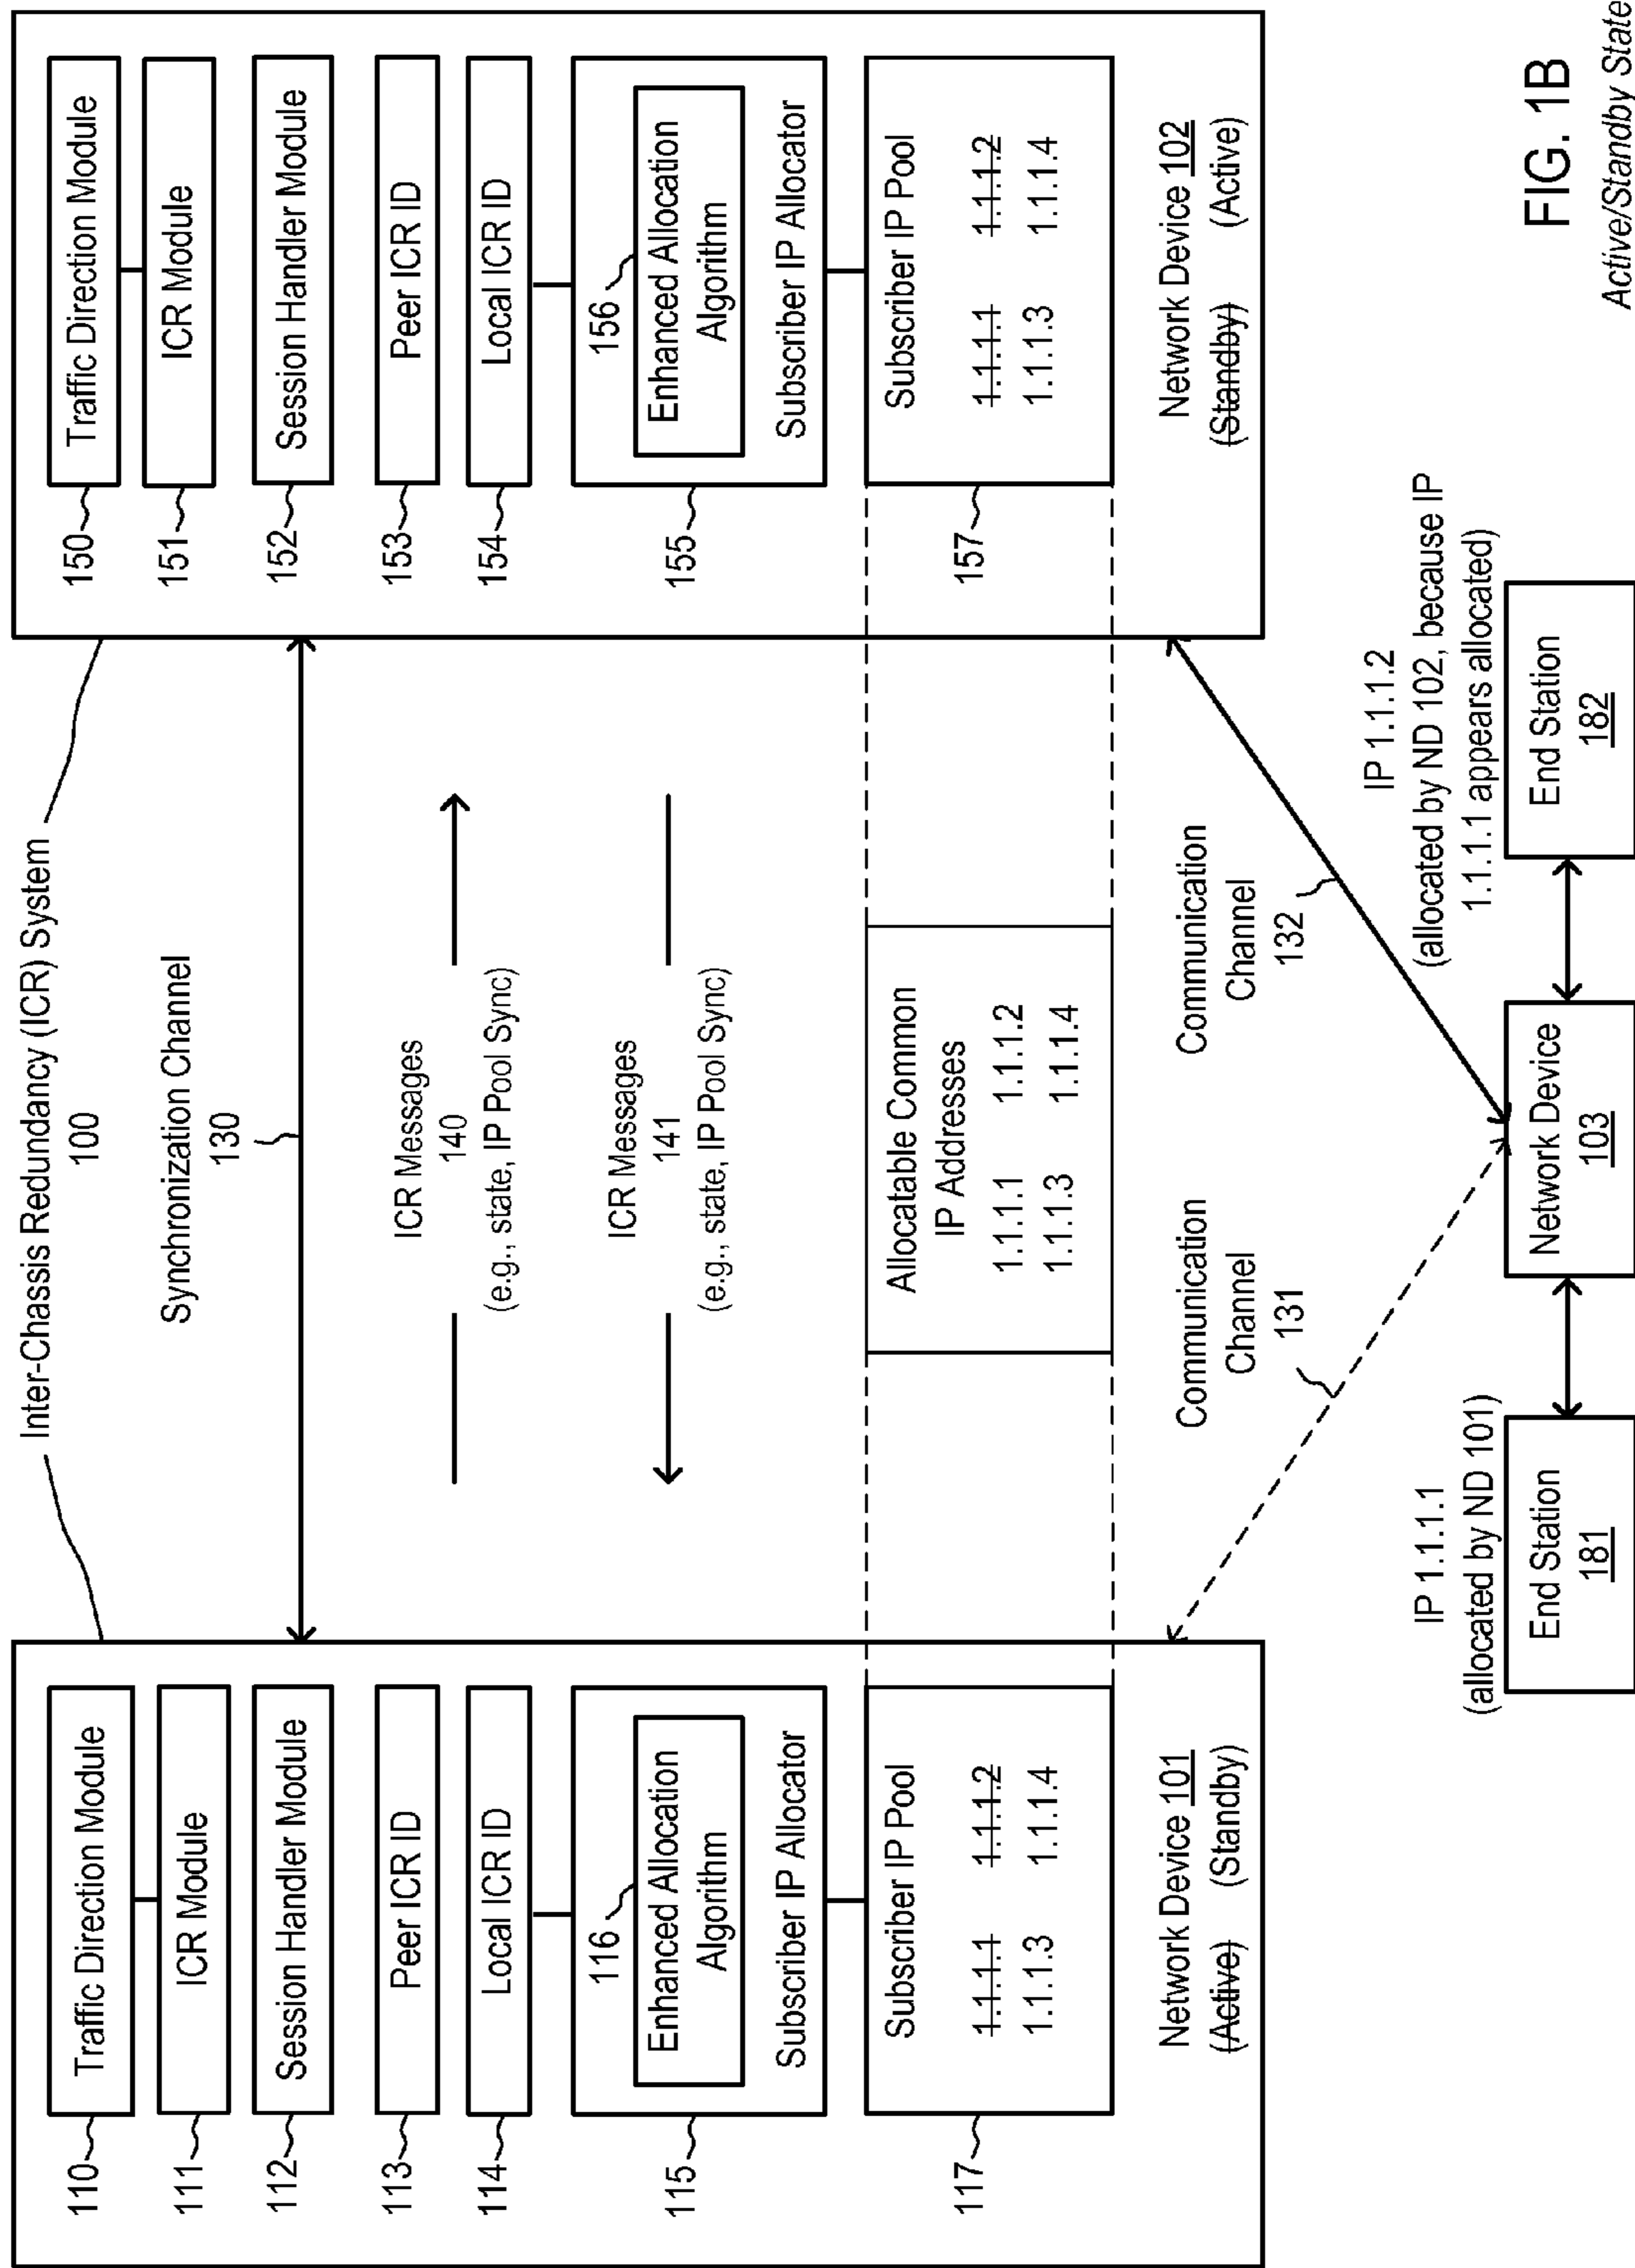 Inter-Chassis Redundancy (ICR) System
100
Synchronization Channel
130
ICR Messages
140
(e.g., state, IP Pool Sync)
ICR Messages
141
(e.g., state, IP Pool Sync)
Allocatable Common
IP Addresses
1.1.1.1 1.1.1.2
1.1.1.3 1.1.1.4
110
Traffic Direction Module
111
ICR Module
112
Session Handler Module
113
Peer ICR ID
114
Local ICR ID
115
116
Enhanced Allocation
Algorithm
Subscriber IP Allocator
117
Subscriber IP Pool
1.1.1.1 1.1.1.2
1.1.1.3 1.1.1.4
Network Device 101
(Active) (Standby)
150
Traffic Direction Module
151
ICR Module
152
Session Handler Module
153
Peer ICR ID
154
Local ICR ID
155
156
Enhanced Allocation
Algorithm
Subscriber IP Allocator
157
Subscriber IP Pool
1.1.1.1 1.1.1.2
1.1.1.3 1.1.1.4
Network Device 102
(Standby) (Active)
Communication
Channel
131
Communication
Channel
132
IP 1.1.1.1
(allocated by ND 101)
End Station
181
Network Device
103
IP 1.1.1.2
(allocated by ND 102, because IP
1.1.1.1 appears allocated)
End Station
182
FIG. 1B
Active/Standby State